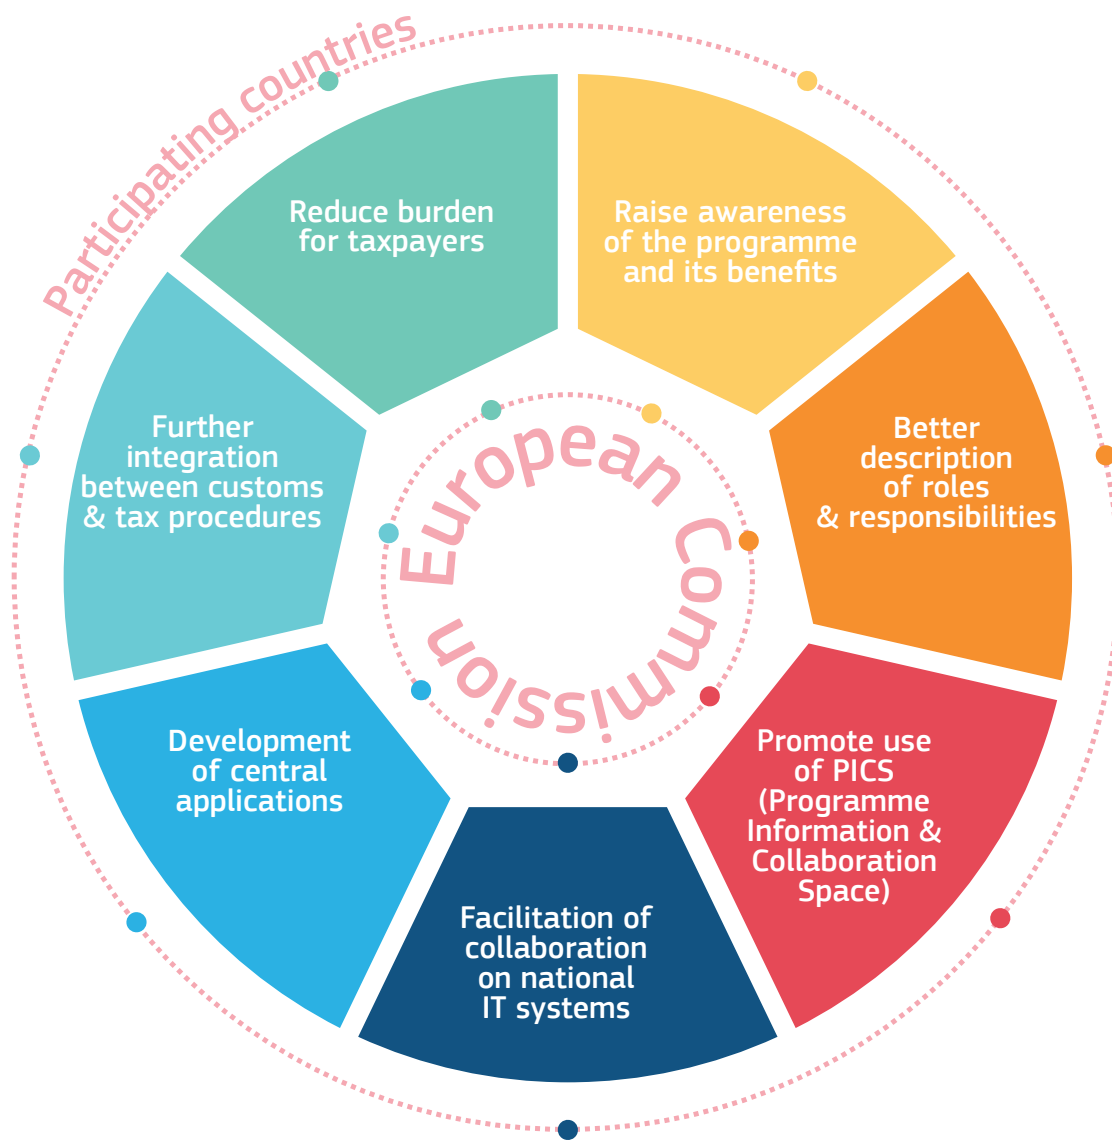 Participating countries
Reduce burden
for taxpayers
Raise awareness
of the programme
and its benefits
Further
integration
between customs
& tax procedures
Better
description
of roles
& responsibilities
European Commission
Development
of central
applications
Promote use
of PICS
(Programme
Information &
Collaboration
Space)
Facilitation of
collaboration
on national
IT systems